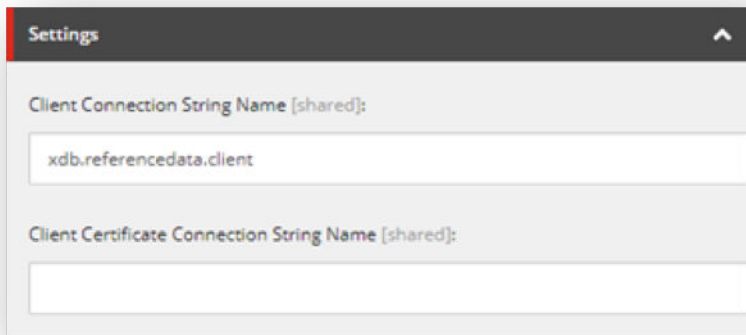 Settings
Client Connection String Name [shared]:
xdb.referencedata.client
Client Certificate Connection String Name [shared]: